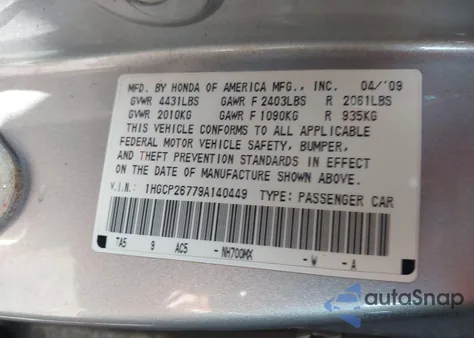 MFD. BY HONDA OF AMERICA MFG., INC. 04/09
GVWR 4431LBS GAWR F 2403LBS R 2061LBS
GVWR 2010KG GAWR F 1090KG R 935KG
THIS VEHICLE CONFORMS TO ALL APPLICABLE
FEDERAL MOTOR VEHICLE SAFETY, BUMPER,
AND THEFT PREVENTION STANDARDS IN EFFECT
ON THE DATE OF MANUFACTURE SHOWN ABOVE.
V.I.N.: 1HGCP26779A140449 TYPE: PASSENGER CAR
TA5 9 AC5 -NH700MX -W -A
autoSnap